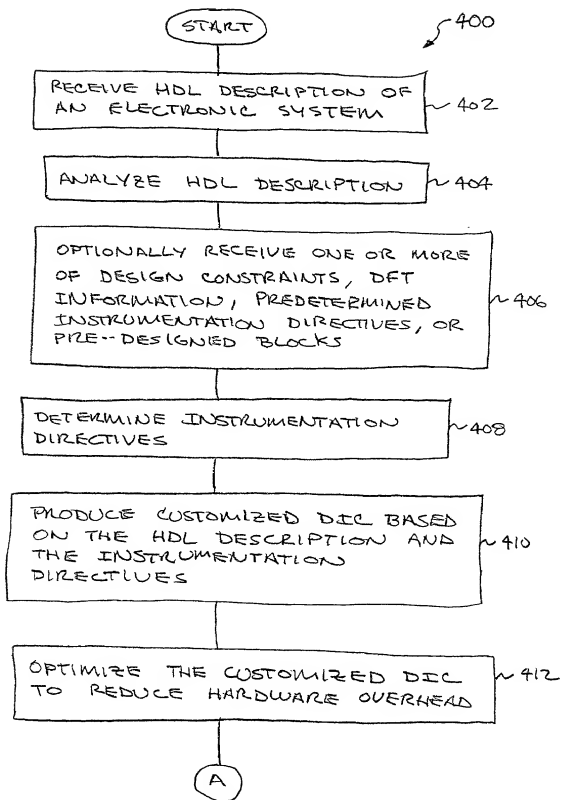 START
400
RECEIVE HDL DESCRIPTION OF
AN ELECTRONIC SYSTEM
402
ANALYZE HDL DESCRIPTION
404
OPTIONALLY RECEIVE ONE OR MORE
OF DESIGN CONSTRAINTS, DFT
INFORMATION, PREDETERMINED
INSTRUMENTATION DIRECTIVES, OR
PRE--DESIGNED BLOCKS
406
DETERMINE INSTRUMENTATION
DIRECTIVES
408
PRODUCE CUSTOMIZED DIC BASED
ON THE HDL DESCRIPTION AND
THE INSTRUMENTATION
DIRECTIVES
410
OPTIMIZE THE CUSTOMIZED DIC
TO REDUCE HARDWARE OVERHEAD
412
A